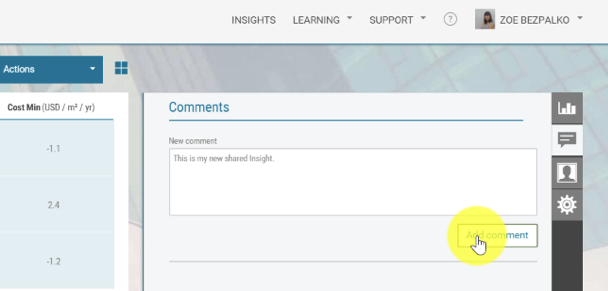 INSIGHTS LEARNING SUPPORT ? ZOE BEZPALKO
Actions
Cost Min (USD / m² / yr)
-1.1
2.4
-1.2
Comments
New comment
This is my new shared Insight.
Add comment